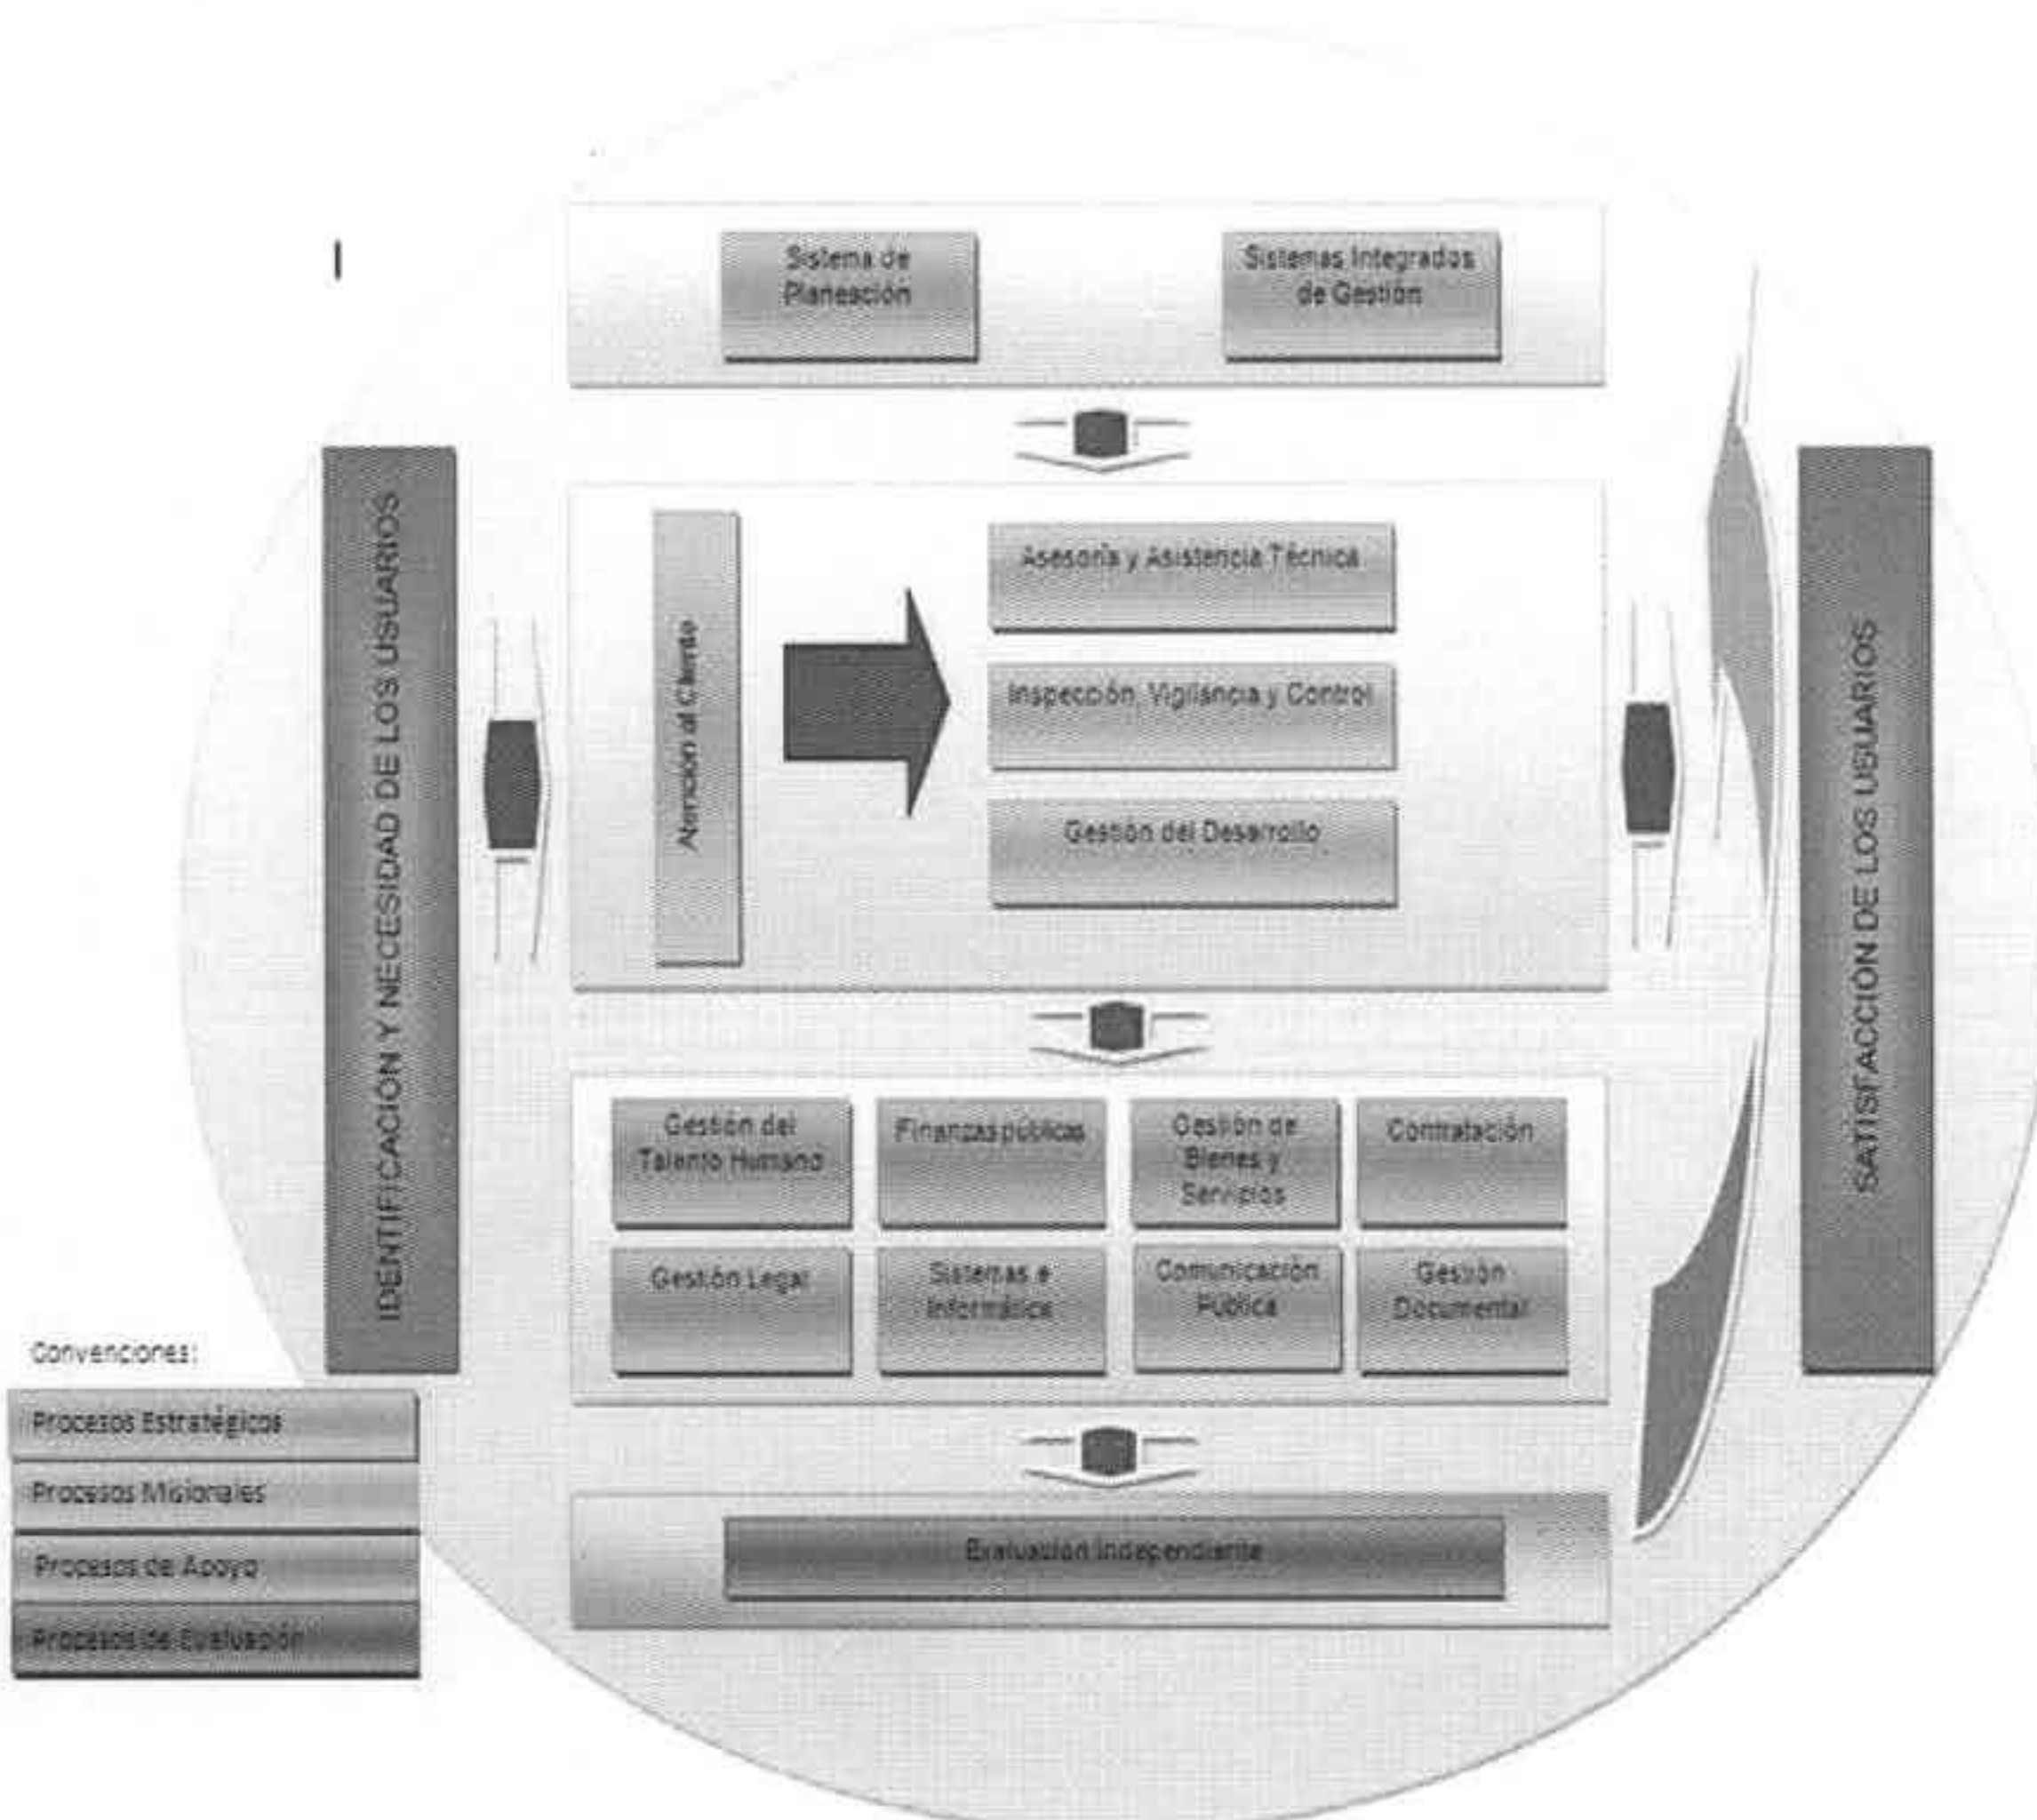 Sistema de
Planeación
Sistemas Integrados
de Gestión
IDENTIFICACIÓN Y NECESIDAD DE LOS USUARIOS
Atención al Cliente
Asesoría y Asistencia Técnica
Inspección, Vigilancia y Control
Gestión del Desarrollo
SATISFACCIÓN DE LOS USUARIOS
Gestión del
Talento Humano
Finanzas públicas
Gestión de
Bienes y
Servicios
Contratación
Gestión Legal
Sistemas e
Informática
Comunicación
Pública
Gestión
Documental
Evaluación Independiente
Convenciones:
Procesos Estratégicos
Procesos Misionales
Procesos de Apoyo
Procesos de Evaluación